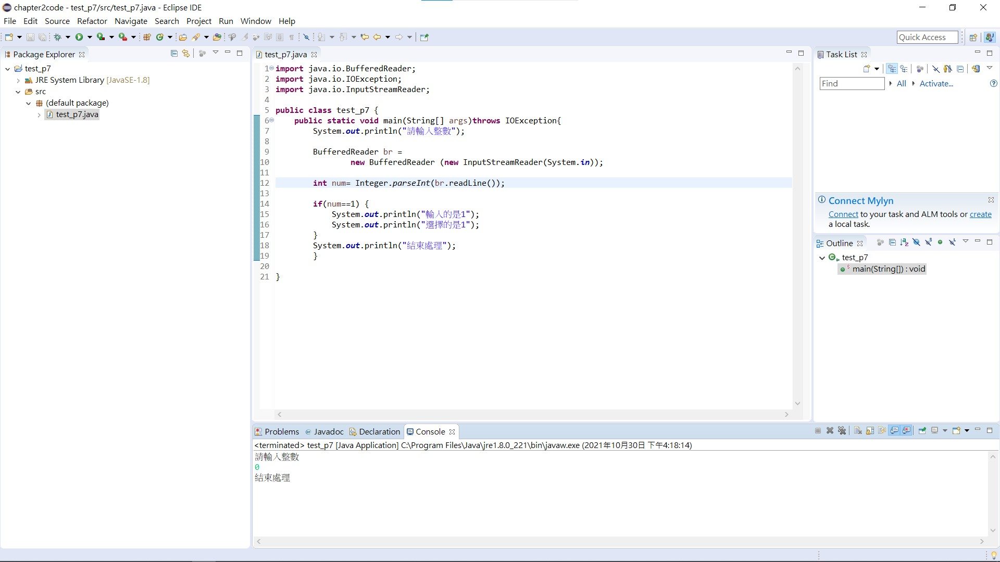 chapter2code - test_p7/src/test_p7.java - Eclipse IDE
File Edit Source Refactor Navigate Search Project Run Window Help
Quick Access
Package Explorer
test_p7
JRE System Library [JavaSE-1.8]
src
(default package)
test_p7.java
test_p7.java
1 import java.io.BufferedReader;
2 import java.io.IOException;
3 import java.io.InputStreamReader;
4
5 public class test_p7 {
6 public static void main(String[] args)throws IOException{
7 System.out.println("請輸入整數");
8
9 BufferedReader br =
10 new BufferedReader (new InputStreamReader(System.in));
11
12 int num= Integer.parseInt(br.readLine());
13
14 if(num==1) {
15 System.out.println("輸入的是1");
16 System.out.println("選擇的是1");
17 }
18 System.out.println("結束處理");
19 }
20
21 }
Task List
Find All Activate...
Connect Mylyn
Connect to your task and ALM tools or create
a local task.
Outline
test_p7
main(String[]) : void
Problems @ Javadoc Declaration Console
<terminated> test_p7 [Java Application] C:\Program Files\Java\jre1.8.0_221\bin\javaw.exe (2021年10月30日 下午4:18:14)
請輸入整數
0
結束處理